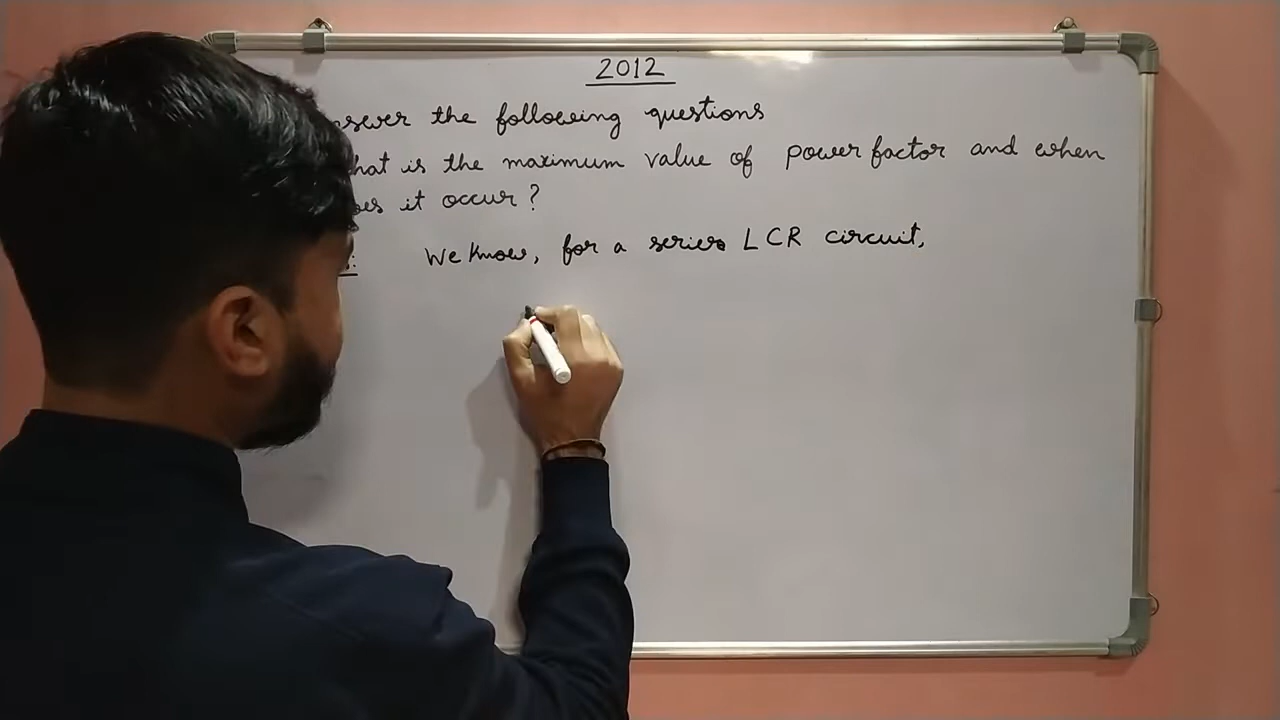 2012
the following questions
is the maximum value of power factor and when
it occur?
We know, for a series LCR circuit,